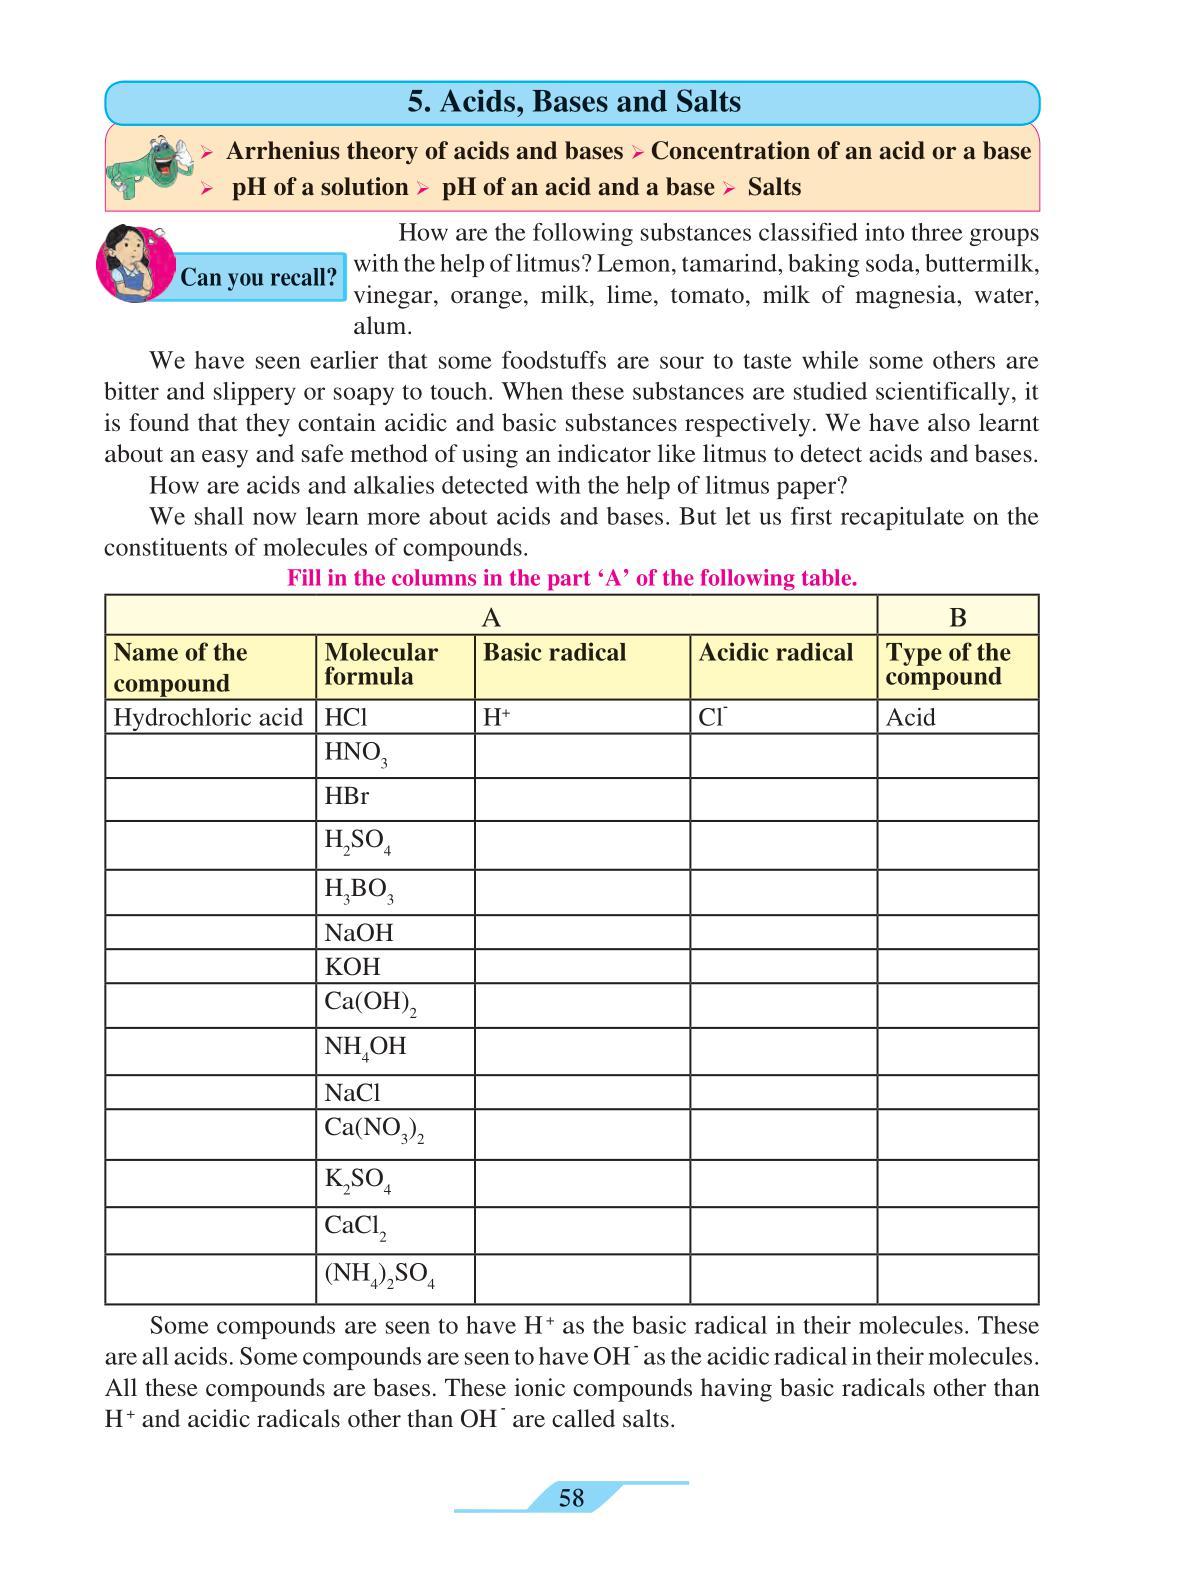 5. Acids, Bases and Salts
➢ Arrhenius theory of acids and bases ➢ Concentration of an acid or a base
➢ pH of a solution ➢ pH of an acid and a base ➢ Salts
Can you recall?
How are the following substances classified into three groups
with the help of litmus? Lemon, tamarind, baking soda, buttermilk,
vinegar, orange, milk, lime, tomato, milk of magnesia, water,
alum.
We have seen earlier that some foodstuffs are sour to taste while some others are
bitter and slippery or soapy to touch. When these substances are studied scientifically, it
is found that they contain acidic and basic substances respectively. We have also learnt
about an easy and safe method of using an indicator like litmus to detect acids and bases.
How are acids and alkalies detected with the help of litmus paper?
We shall now learn more about acids and bases. But let us first recapitulate on the
constituents of molecules of compounds.
Fill in the columns in the part ‘A’ of the following table.
A B
Name of the compound Molecular formula Basic radical Acidic radical Type of the compound
Hydrochloric acid HCl H⁺ Cl⁻ Acid
HNO₃
HBr
H₂SO₄
H₃BO₃
NaOH
KOH
Ca(OH)₂
NH₄OH
NaCl
Ca(NO₃)₂
K₂SO₄
CaCl₂
(NH₄)₂SO₄
Some compounds are seen to have H⁺ as the basic radical in their molecules. These
are all acids. Some compounds are seen to have OH⁻ as the acidic radical in their molecules.
All these compounds are bases. These ionic compounds having basic radicals other than
H⁺ and acidic radicals other than OH⁻ are called salts.
58